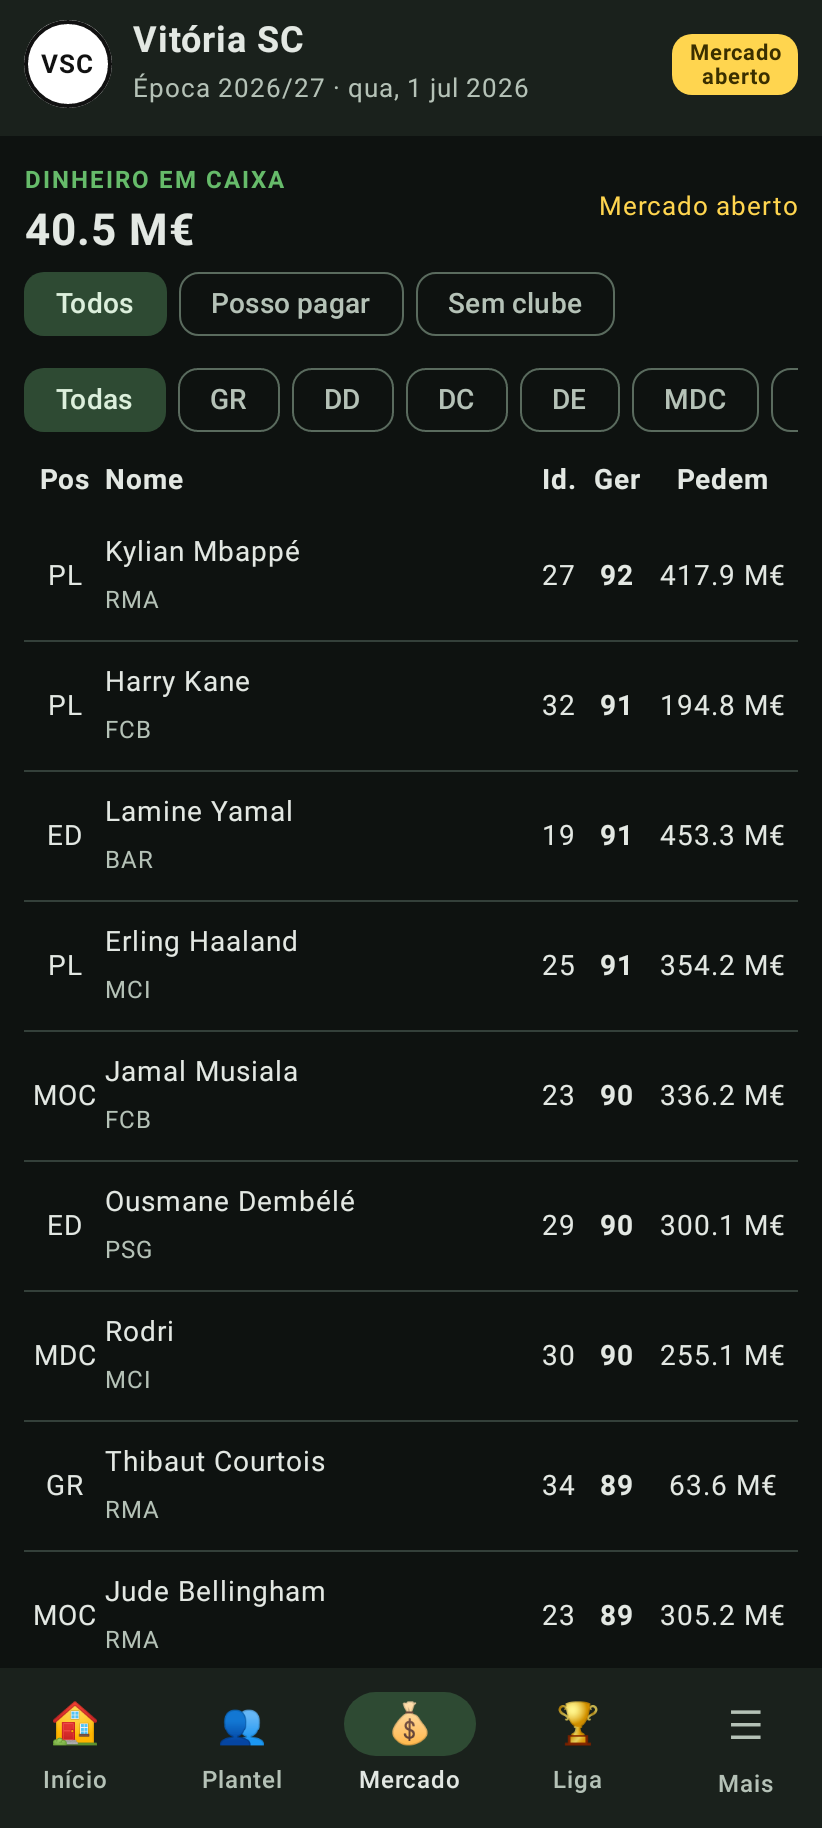 VSC
Vitória SC
Época 2026/27 · qua, 1 jul 2026
Mercado
aberto
DINHEIRO EM CAIXA
40.5 M€
Mercado aberto
Todos Posso pagar Sem clube
Todas GR DD DC DE MDC
Pos Nome Id. Ger Pedem
PL Kylian Mbappé 27 92 417.9 M€
RMA
PL Harry Kane 32 91 194.8 M€
FCB
ED Lamine Yamal 19 91 453.3 M€
BAR
PL Erling Haaland 25 91 354.2 M€
MCI
MOC Jamal Musiala 23 90 336.2 M€
FCB
ED Ousmane Dembélé 29 90 300.1 M€
PSG
MDC Rodri 30 90 255.1 M€
MCI
GR Thibaut Courtois 34 89 63.6 M€
RMA
MOC Jude Bellingham 23 89 305.2 M€
RMA
Início Plantel Mercado Liga Mais